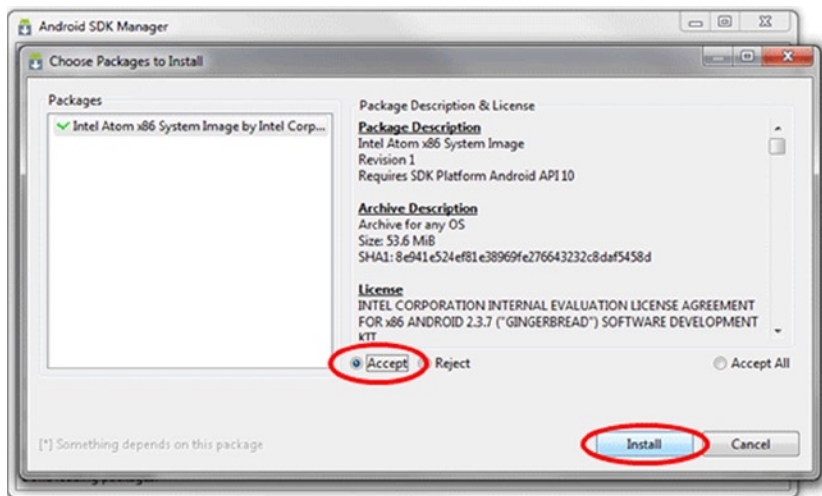 Android SDK Manager
Choose Packages to Install
Packages
Intel Atom x86 System Image by Intel Corp...
Package Description & License
Package Description
Intel Atom x86 System Image
Revision 1
Requires SDK Platform Android API 10
Archive Description
Archive for any OS
Size: 53.6 MiB
SHA1: 8e941e524ef81e38969fe276643232c8daf5458d
License
INTEL CORPORATION INTERNAL EVALUATION LICENSE AGREEMENT
FOR x86 ANDROID 2.3.7 ("GINGERBREAD") SOFTWARE DEVELOPMENT
KIT
Accept Reject Accept All
[*] Something depends on this package
Install Cancel